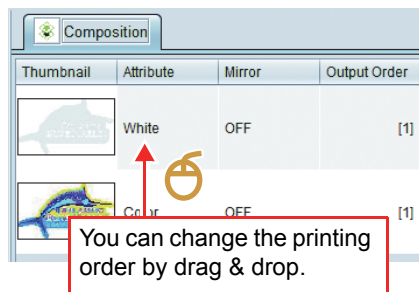 Composition
Thumbnail Attribute Mirror Output Order
White OFF [1]
Color OFF [1]
You can change the printing
order by drag & drop.